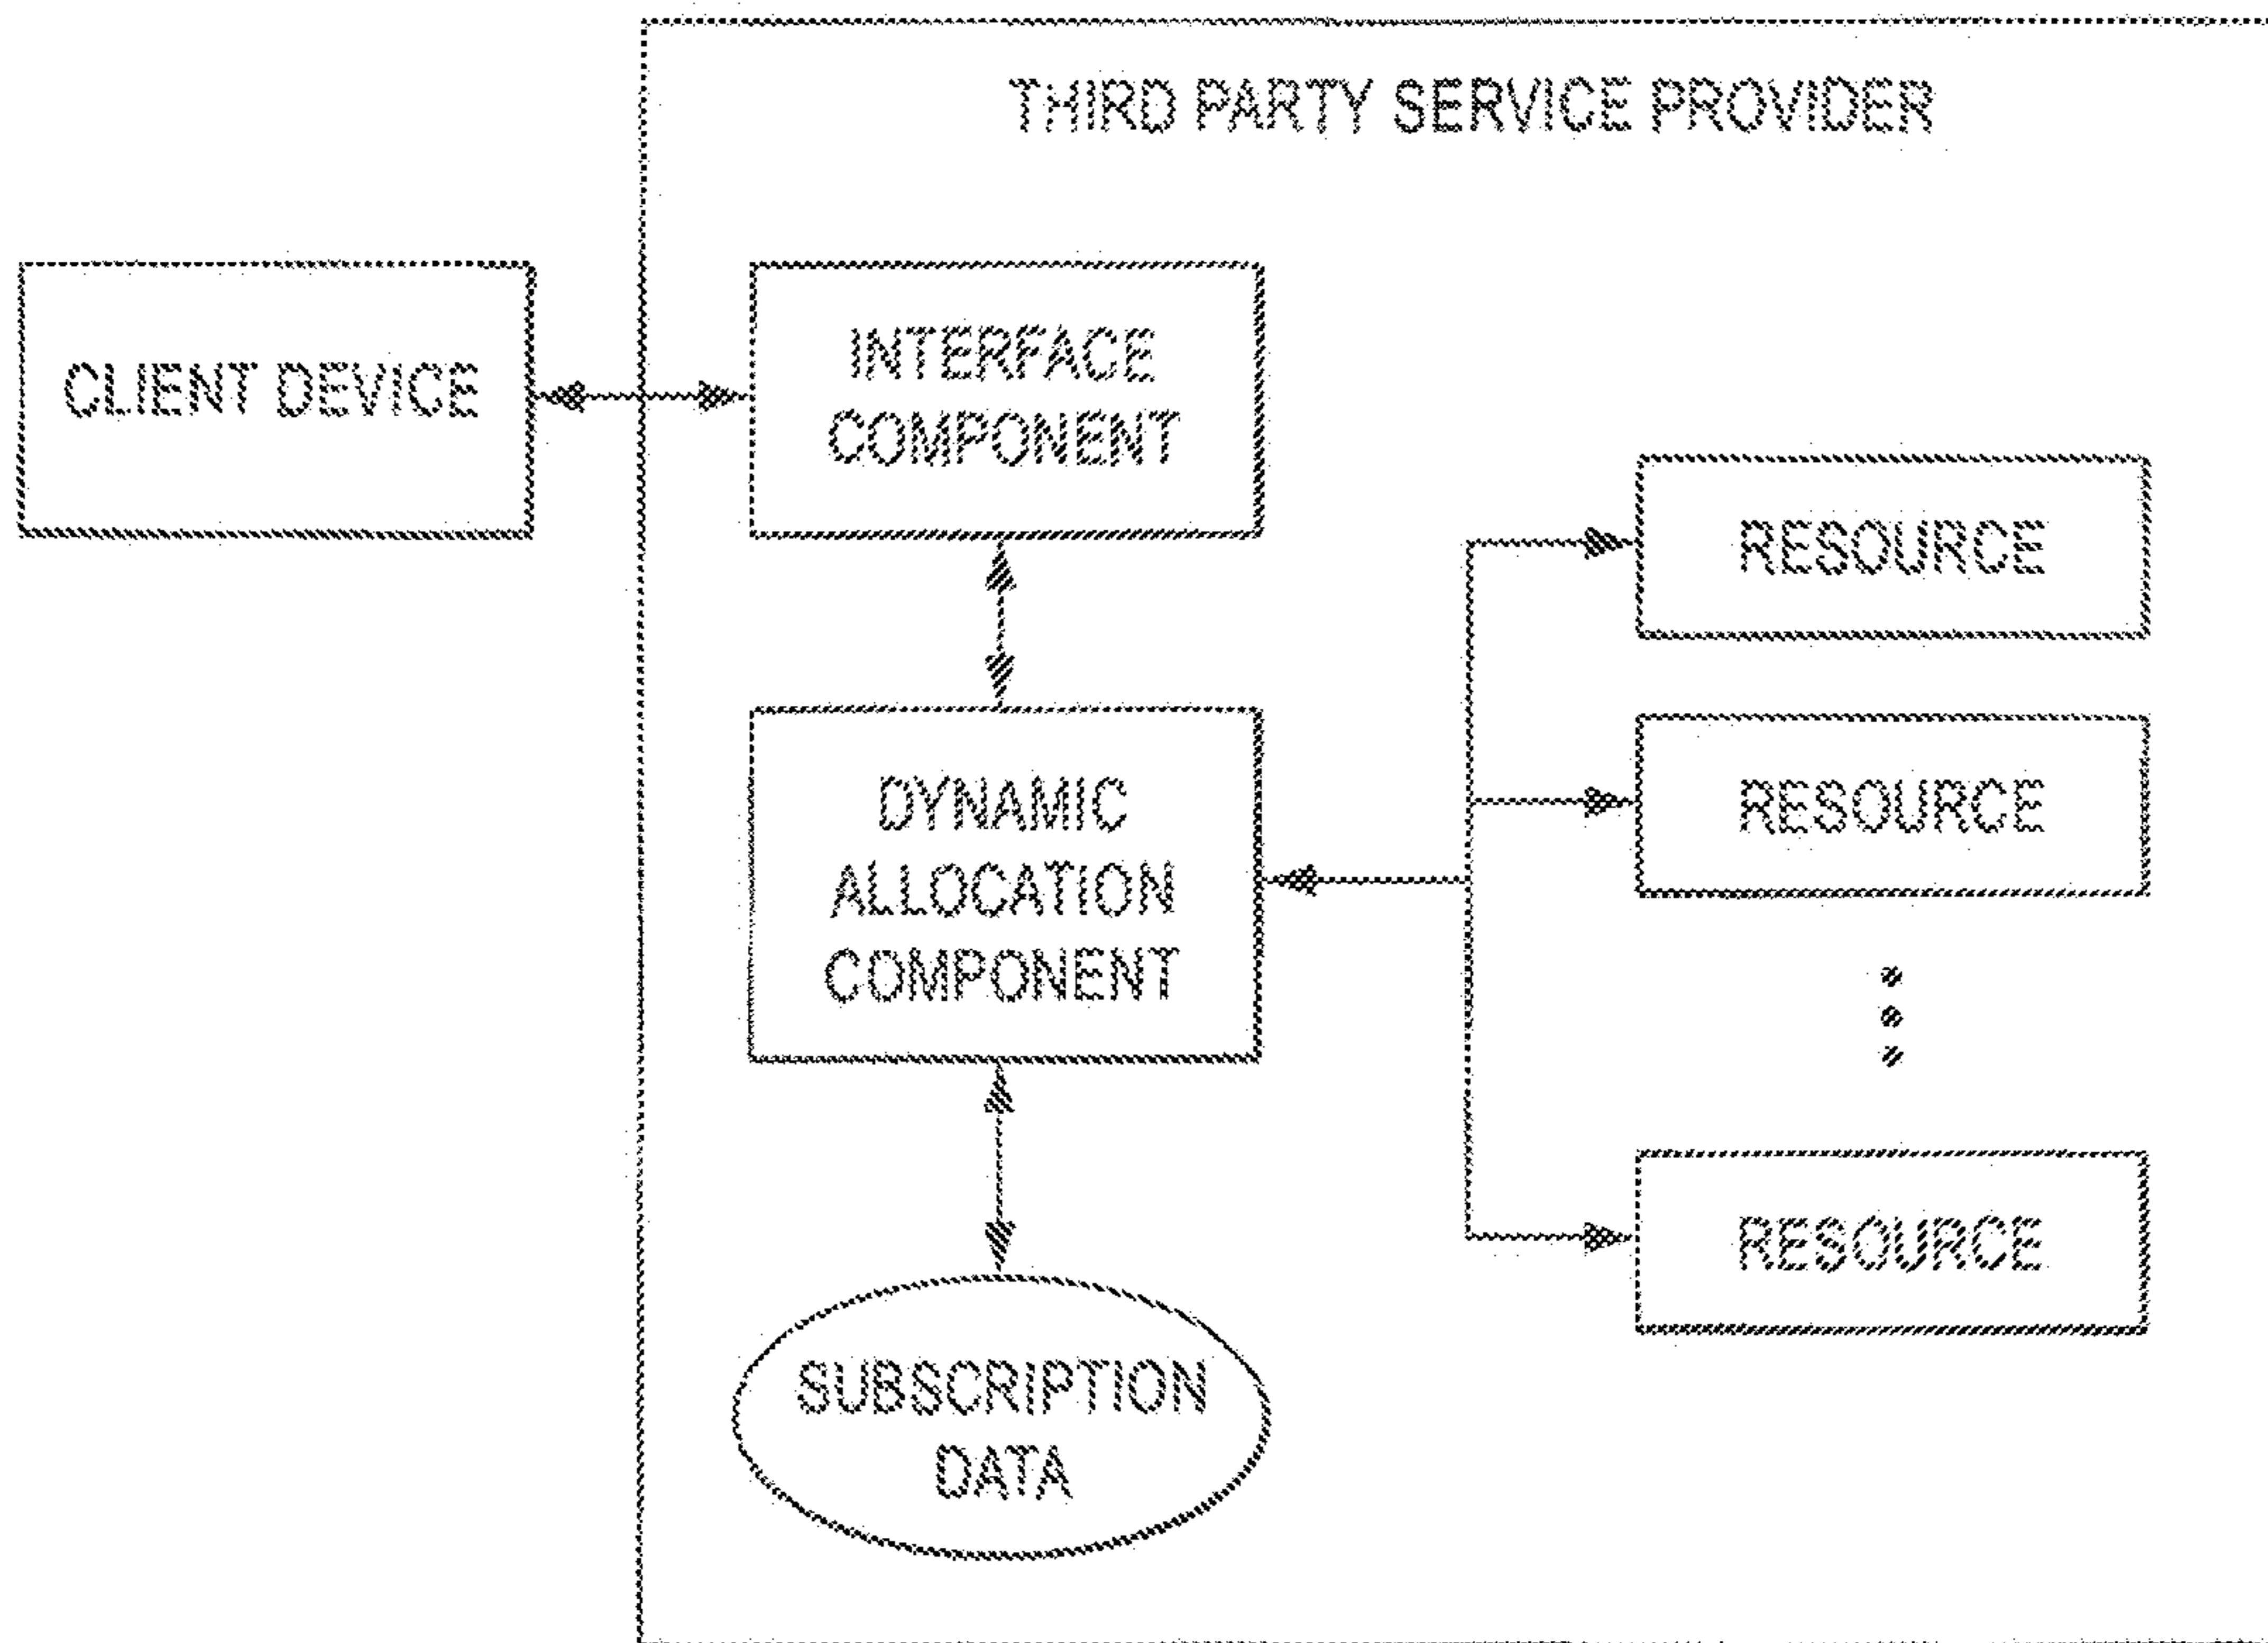 THIRD PARTY SERVICE PROVIDER
CLIENT DEVICE
INTERFACE
COMPONENT
RESOURCE
DYNAMIC
ALLOCATION
COMPONENT
RESOURCE
RESOURCE
SUBSCRIPTION
DATA